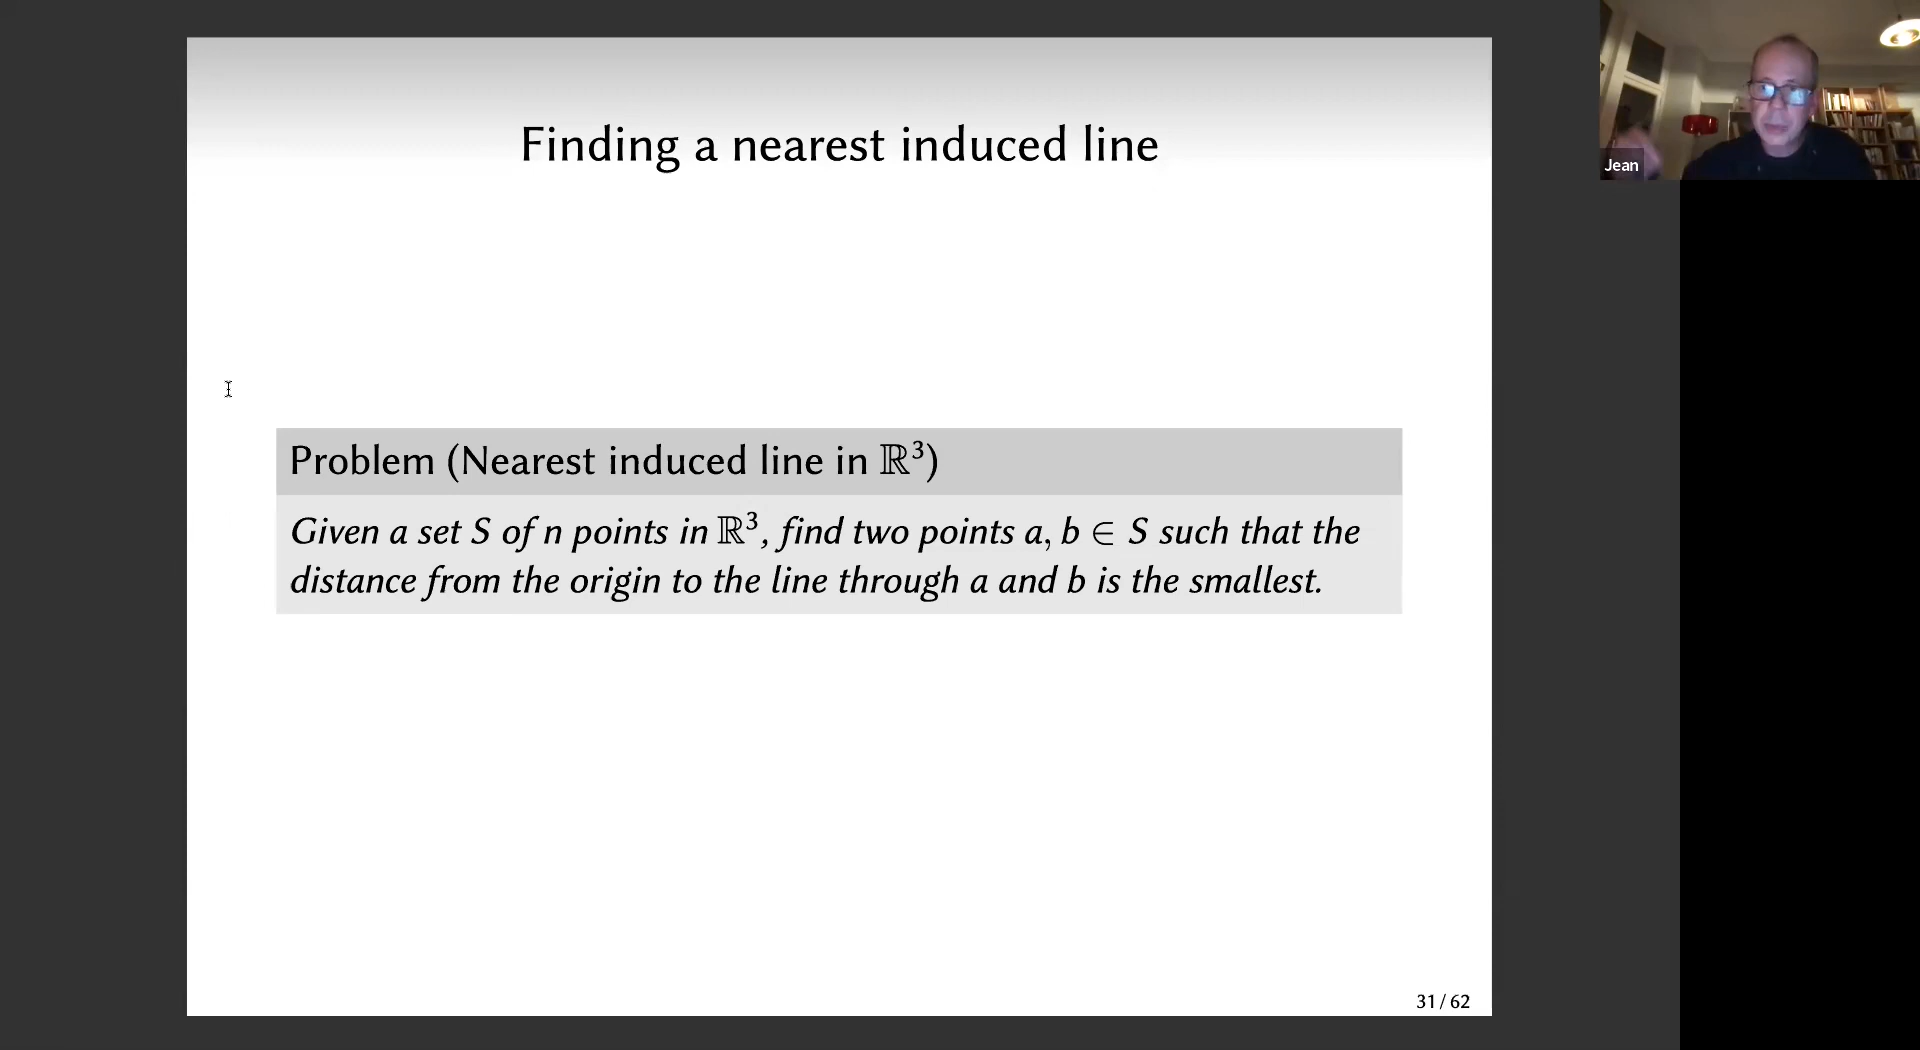 Finding a nearest induced line
Jean
Problem (Nearest induced line in ℝ³)
Given a set S of n points in ℝ³, find two points a, b ∈ S such that the
distance from the origin to the line through a and b is the smallest.
31 / 62